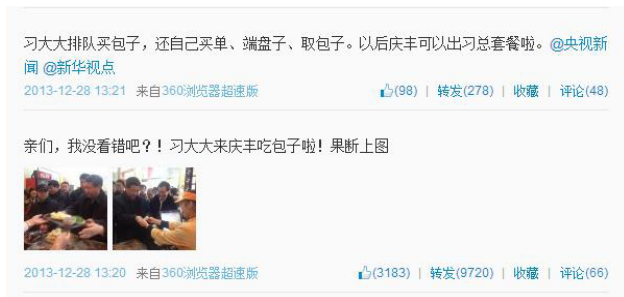 习大大排队买包子，还自己买单、端盘子、取包子。以后庆丰可以出习总套餐啦。@央视新
闻 @新华视点
2013-12-28 13:21 来自360浏览器超速版 (98) | 转发(278) | 收藏 | 评论(48)
亲们，我没看错吧？！习大大来庆丰吃包子啦！果断上图
2013-12-28 13:20 来自360浏览器超速版 (3183) | 转发(9720) | 收藏 | 评论(66)